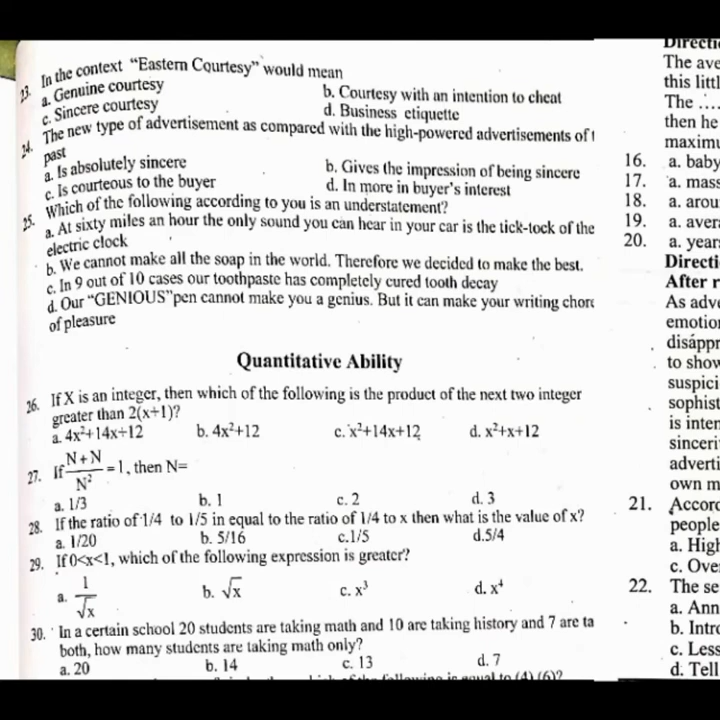 23. In the context "Eastern Courtesy" would mean
a. Genuine courtesy b. Courtesy with an intention to cheat
c. Sincere courtesy d. Business etiquette
24. The new type of advertisement as compared with the high-powered advertisements of t
past
a. Is absolutely sincere b. Gives the impression of being sincere
c. Is courteous to the buyer d. In more in buyer's interest
25. Which of the following according to you is an understatement?
a. At sixty miles an hour the only sound you can hear in your car is the tick-tock of the
electric clock
b. We cannot make all the soap in the world. Therefore we decided to make the best.
c. In 9 out of 10 cases our toothpaste has completely cured tooth decay
d. Our "GENIOUS"pen cannot make you a genius. But it can make your writing chore
of pleasure
Quantitative Ability
26. If X is an integer, then which of the following is the product of the next two integer
greater than 2(x+1)?
a. 4x²+14x+12 b. 4x²+12 c. x²+14x+12 d. x²+x+12
27. If N+N/N² =1, then N=
a. 1/3 b. 1 c. 2 d. 3
28. If the ratio of 1/4 to 1/5 in equal to the ratio of 1/4 to x then what is the value of x?
a. 1/20 b. 5/16 c.1/5 d.5/4
29. If 0<x<1, which of the following expression is greater?
a. 1/√x b. √x c. x³ d. x⁴
30. In a certain school 20 students are taking math and 10 are taking history and 7 are ta
both, how many students are taking math only?
a. 20 b. 14 c. 13 d. 7
The ave
this littl
The ....
then he
maximu
16. a. baby
17. a. mass
18. a. arou
19. a. aver
20. a. year
Directi
After r
As adv
emotion
disappr
to show
suspici
sophist
is inter
sinceri
adverti
own m
21. Accord
people
a. High
c. Ove
22. The se
a. Ann
b. Intro
c. Less
d. Tell